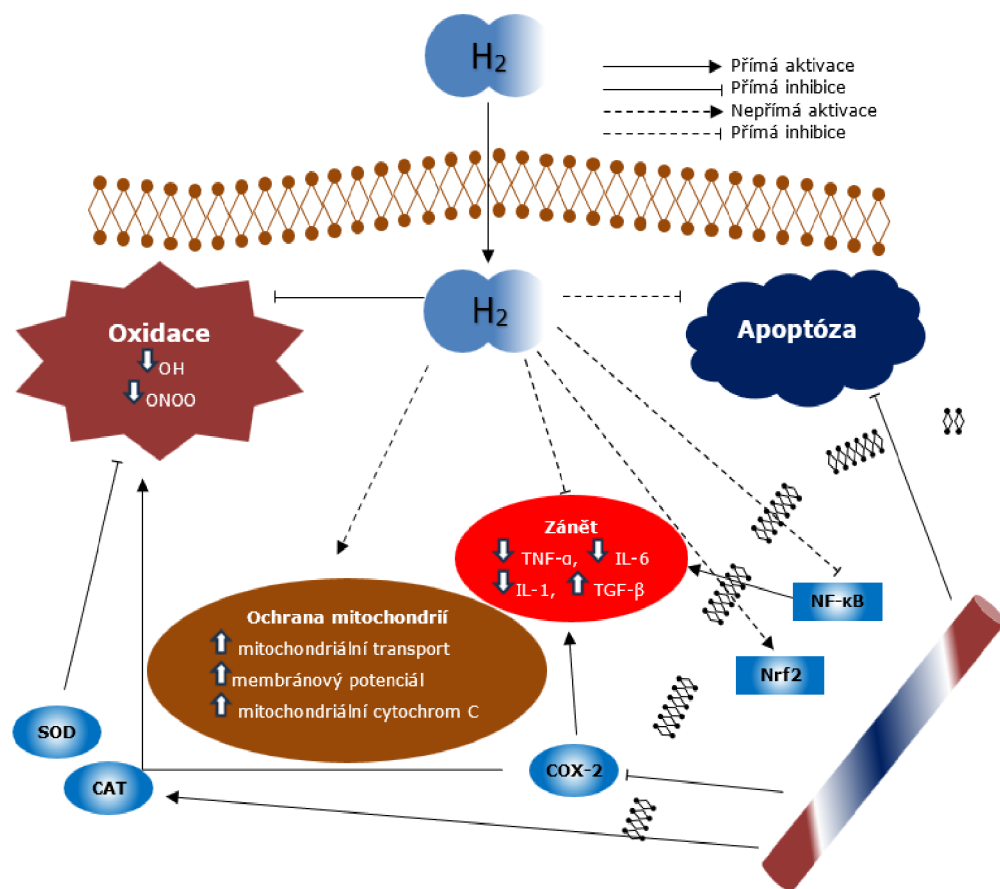 H₂
Přímá aktivace
Přímá inhibice
Nepřímá aktivace
Přímá inhibice
H₂
Oxidace
OH
ONOO
Apoptóza
Zánět
TNF-α, IL-6
IL-1, TGF-β
NF-κB
Nrf2
Ochrana mitochondrií
mitochondriální transport
membránový potenciál
mitochondriální cytochrom C
SOD
CAT
COX-2